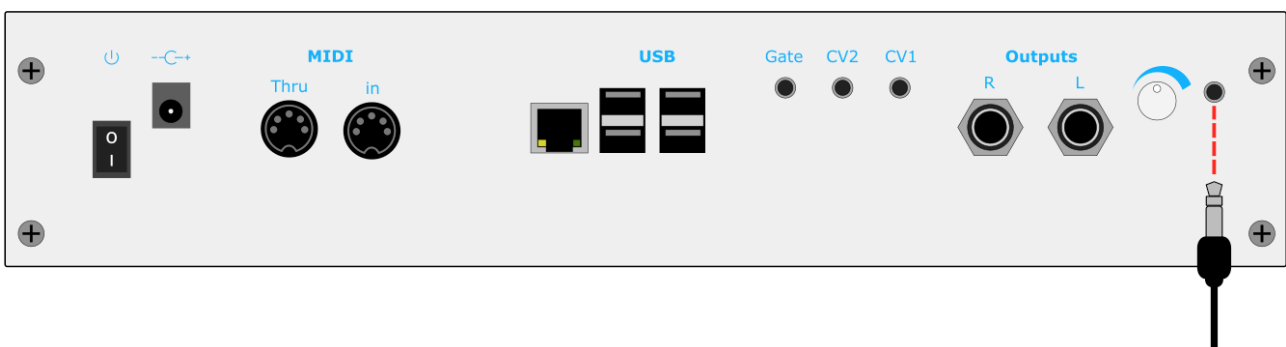 MIDI
Thru in
USB
Gate CV2 CV1
Outputs
R L
O
I